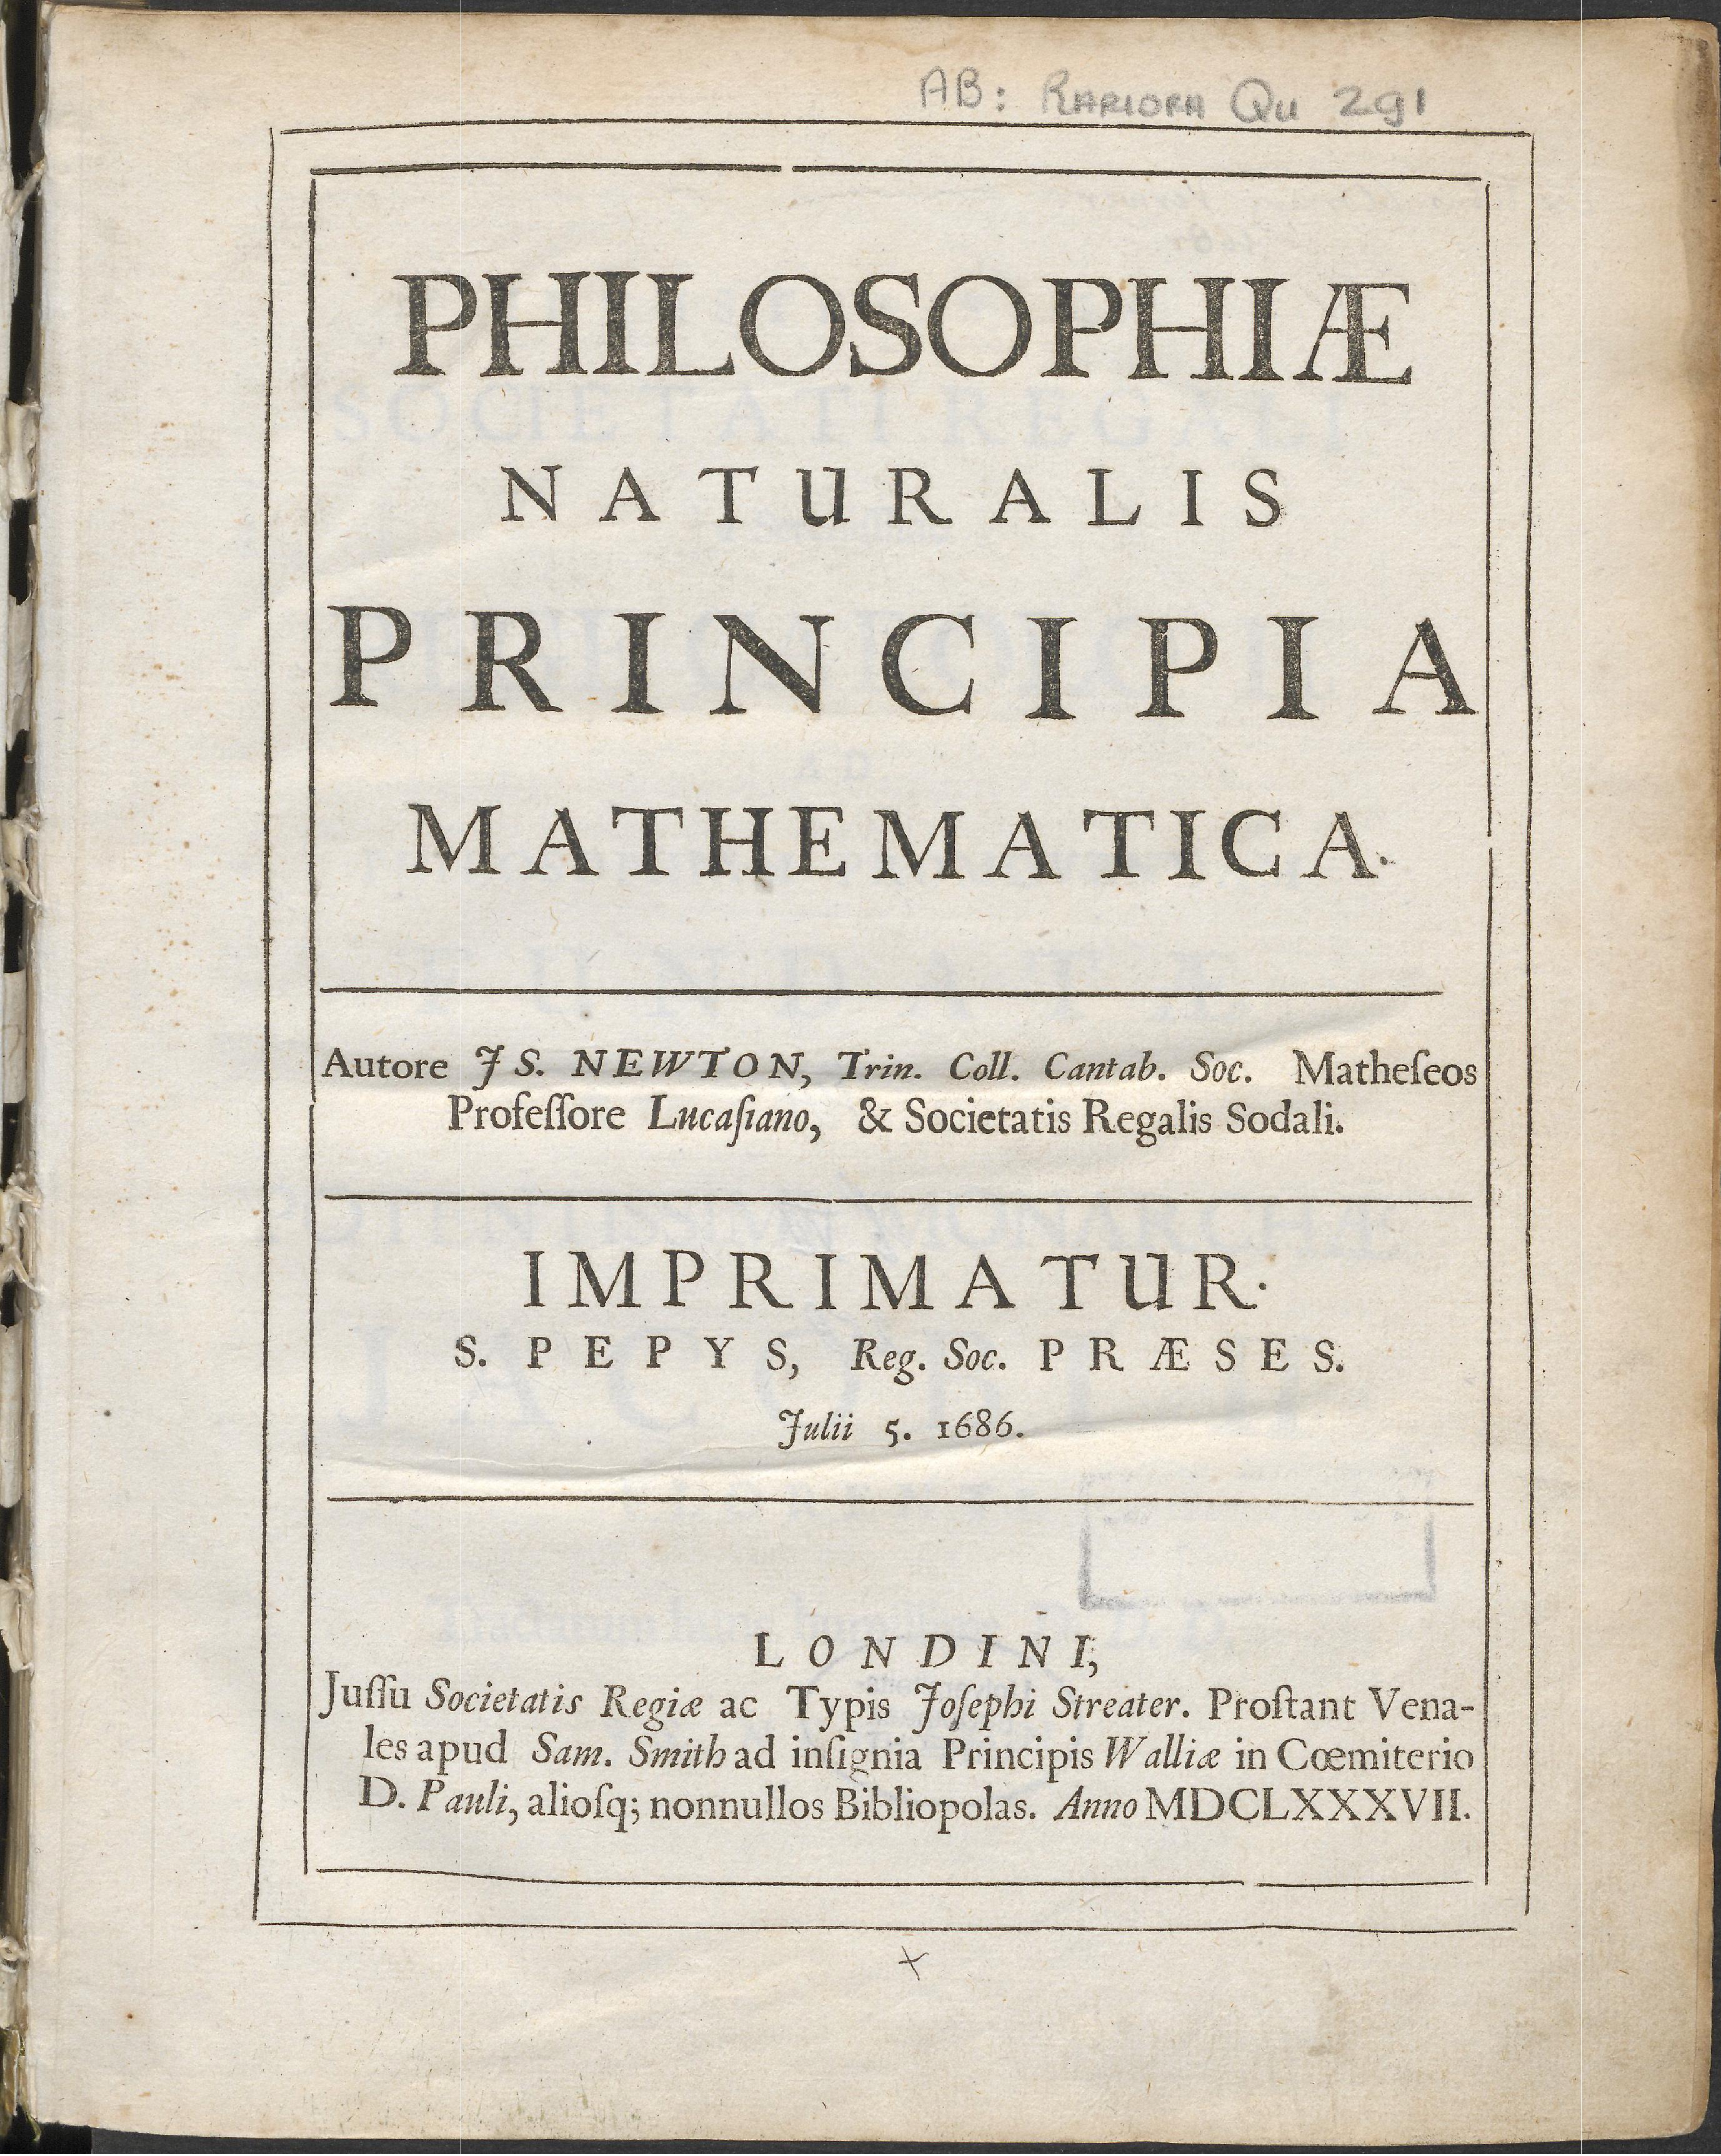 AB: RARIORA Qu 291
PHILOSOPHIÆ
NATURALIS
PRINCIPIA
MATHEMATICA.
Autore JS. NEWTON, Trin. Coll. Cantab. Soc. Matheſeos
Profeſſore Lucaſiano, & Societatis Regalis Sodali.
IMPRIMATUR.
S. PEPYS, Reg. Soc. PRÆSES.
Julii 5. 1686.
LONDINI,
Juſſu Societatis Regiæ ac Typis Joſephi Streater. Proſtant Vena-
les apud Sam. Smith ad inſignia Principis Walliæ in Cœmiterio
D. Pauli, alioſq; nonnullos Bibliopolas. Anno MDCLXXXVII.